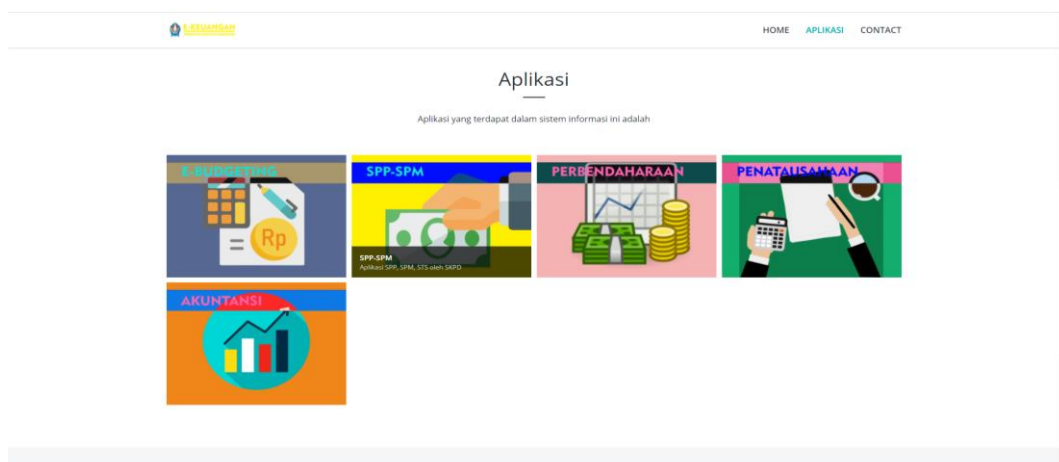 E-KEUANGAN
HOME APLIKASI CONTACT
Aplikasi
Aplikasi yang terdapat dalam sistem informasi ini adalah
E-BUDGETING
SPP-SPM
PERBENDAHARAAN
PENATAUSAHAAN
Rp
SPP-SPM
Aplikasi SPP, SPM, STS oleh SKPD
AKUNTANSI